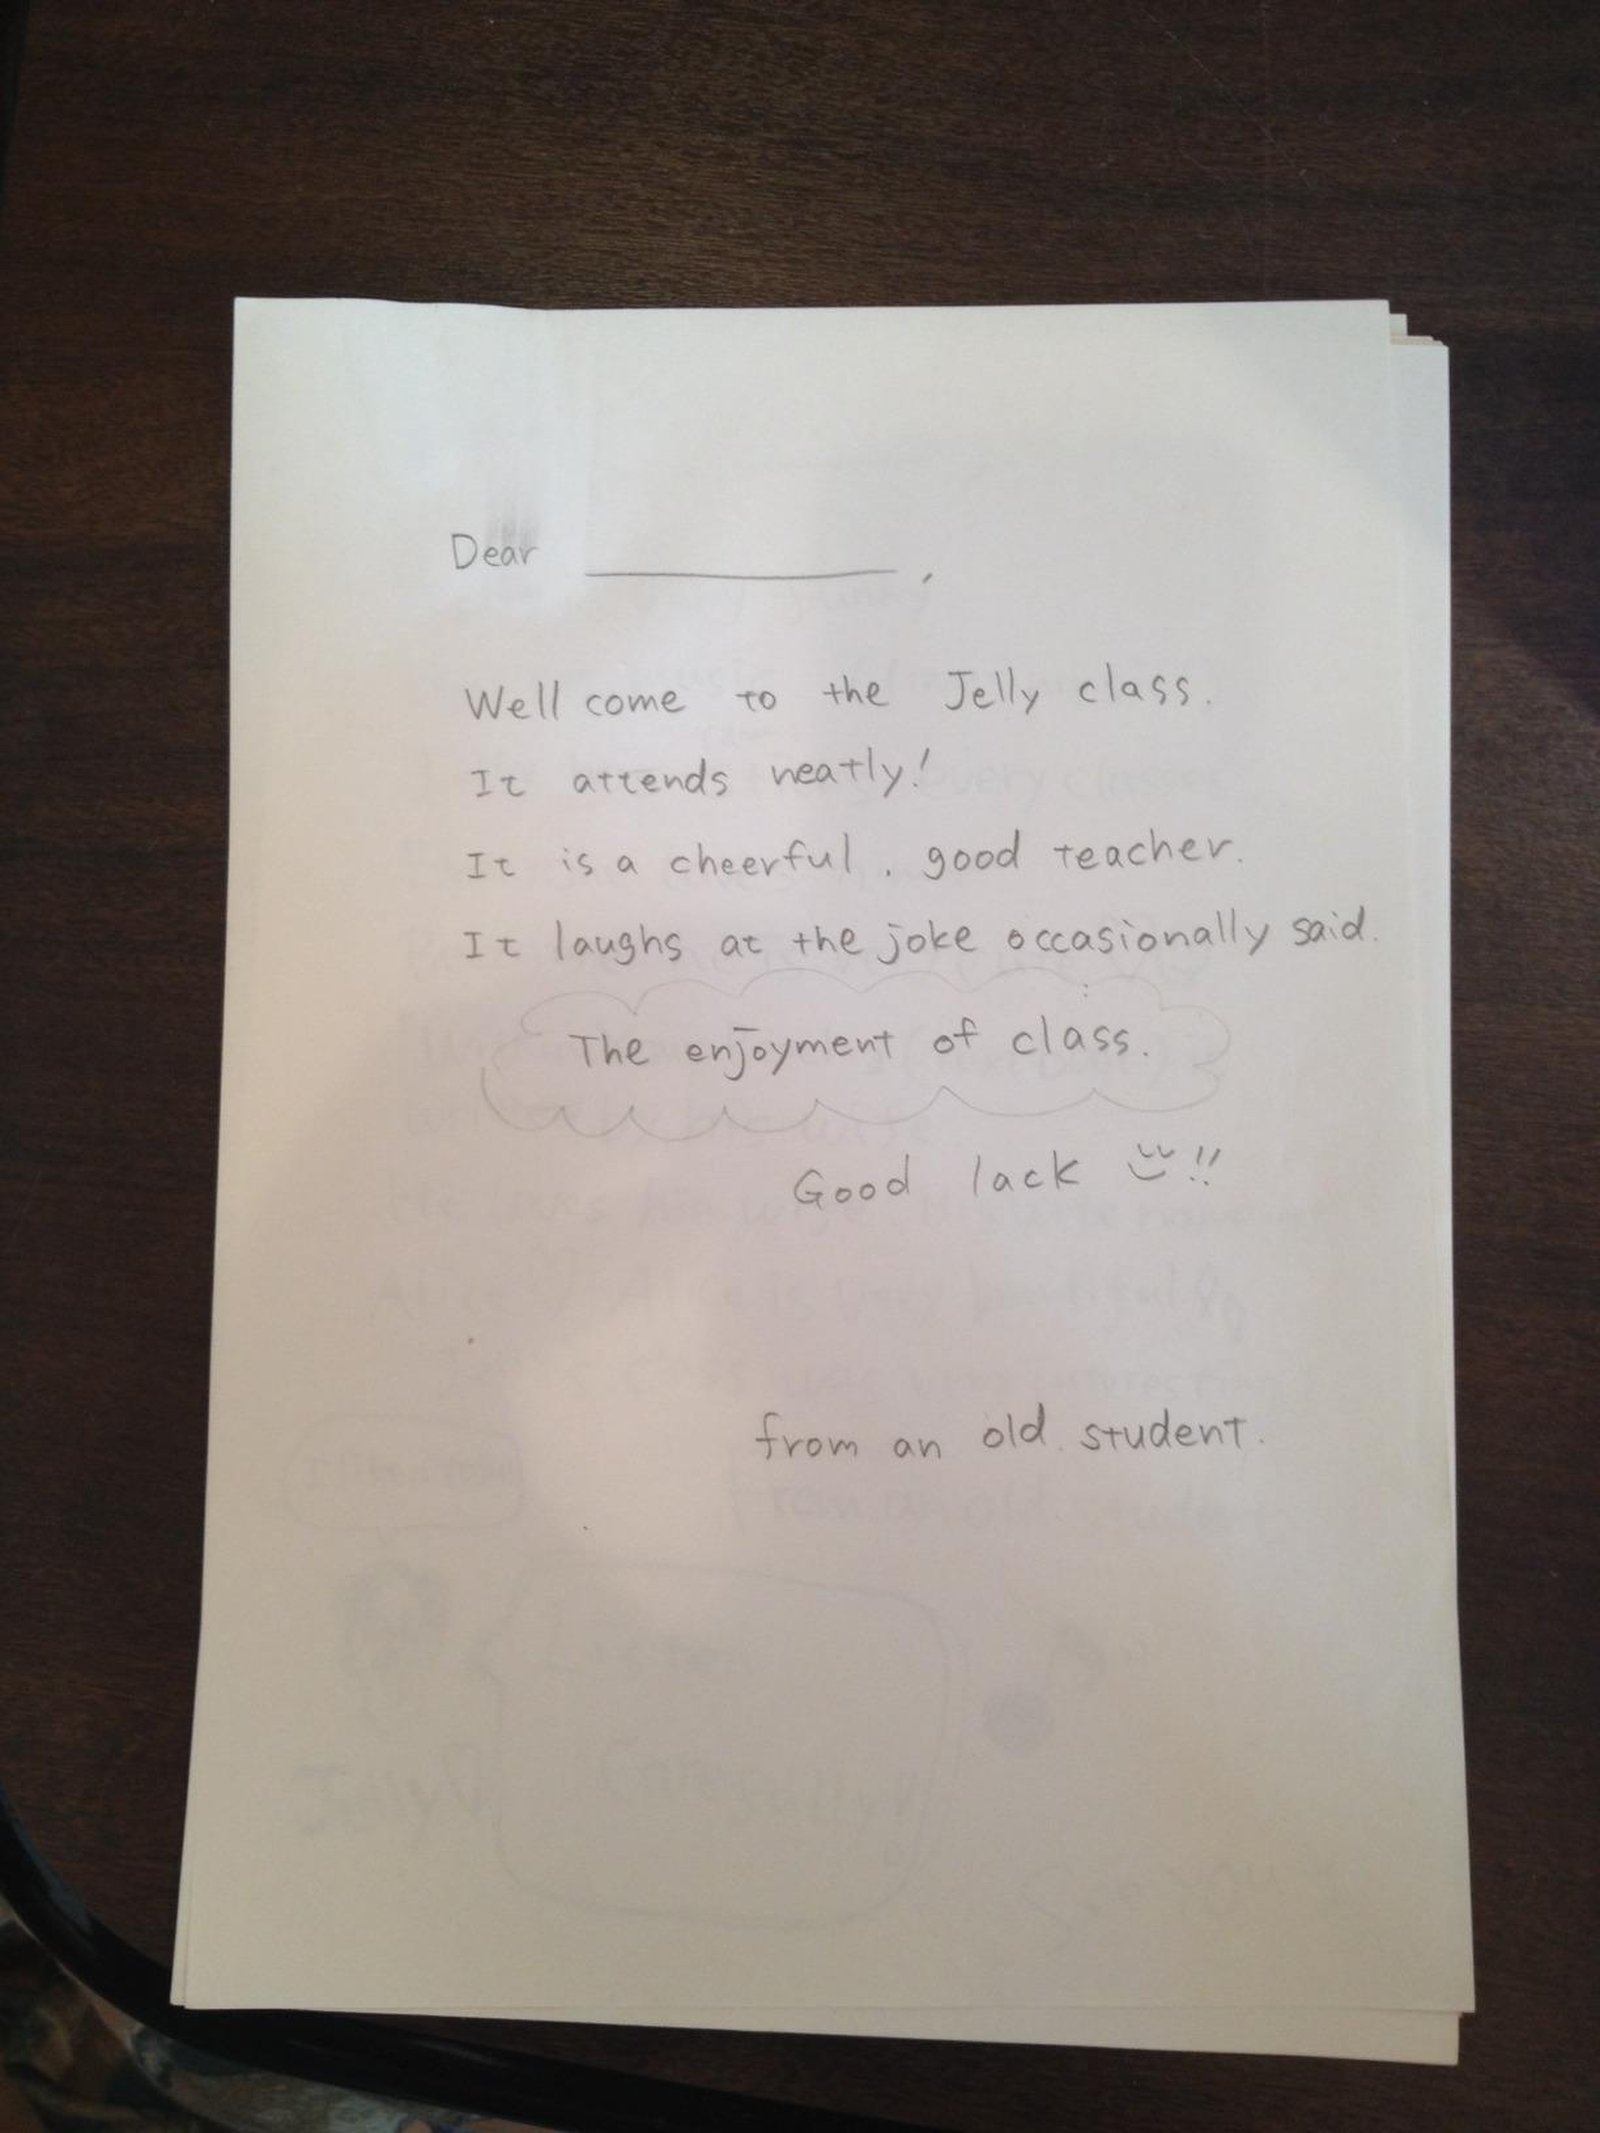 Dear ____________,
Well come to the Jelly class.
It attends neatly!
It is a cheerful. good teacher.
It laughs at the joke occasionally said.
The enjoyment of class.
Good lack !!
from an old student.